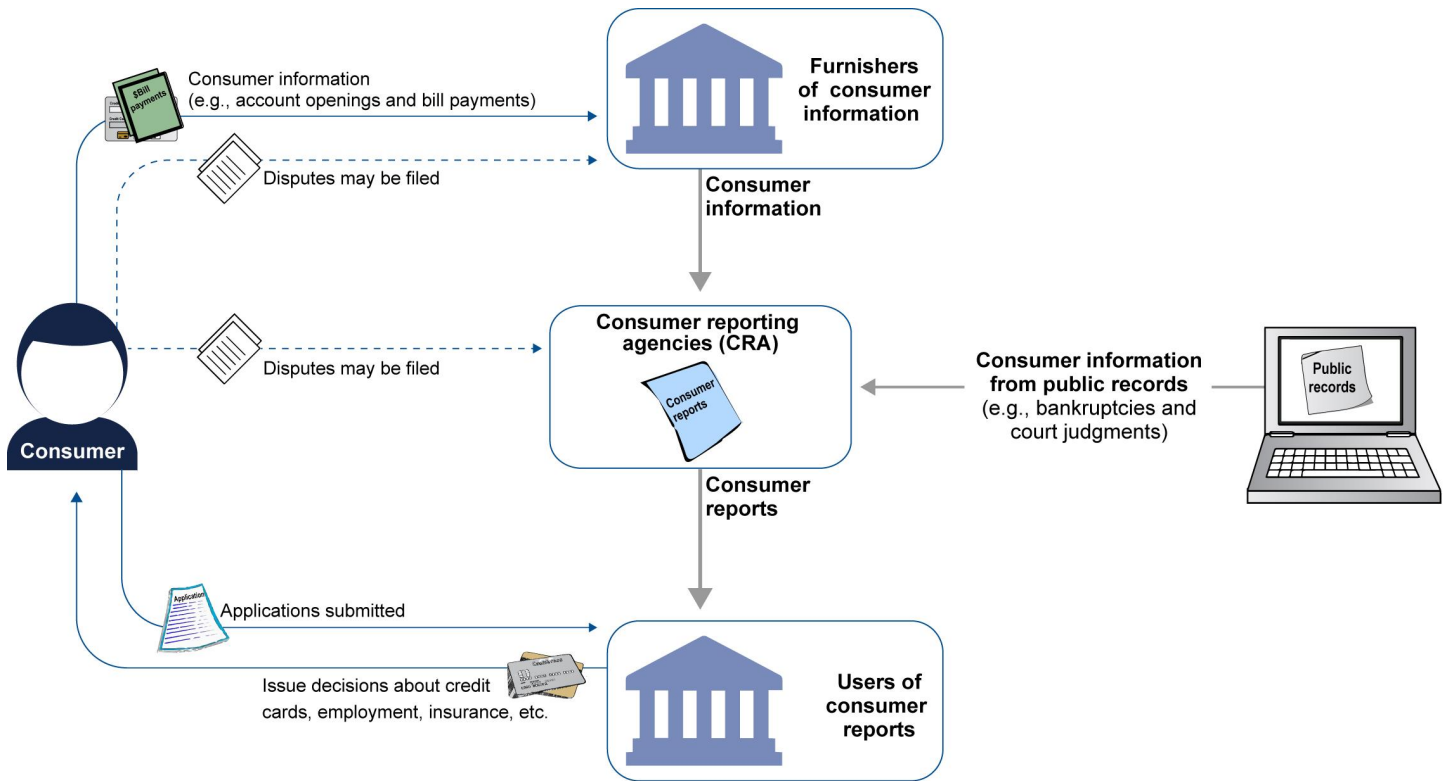 $Bill
payments
Consumer information
(e.g., account openings and bill payments)
Furnishers
of consumer
information
Disputes may be filed
Consumer
information
Consumer reporting
agencies (CRA)
Consumer
reports
Disputes may be filed
Consumer information
from public records
(e.g., bankruptcies and
court judgments)
Public
records
Consumer
Consumer
reports
Application
Applications submitted
Issue decisions about credit
cards, employment, insurance, etc.
Users of
consumer
reports